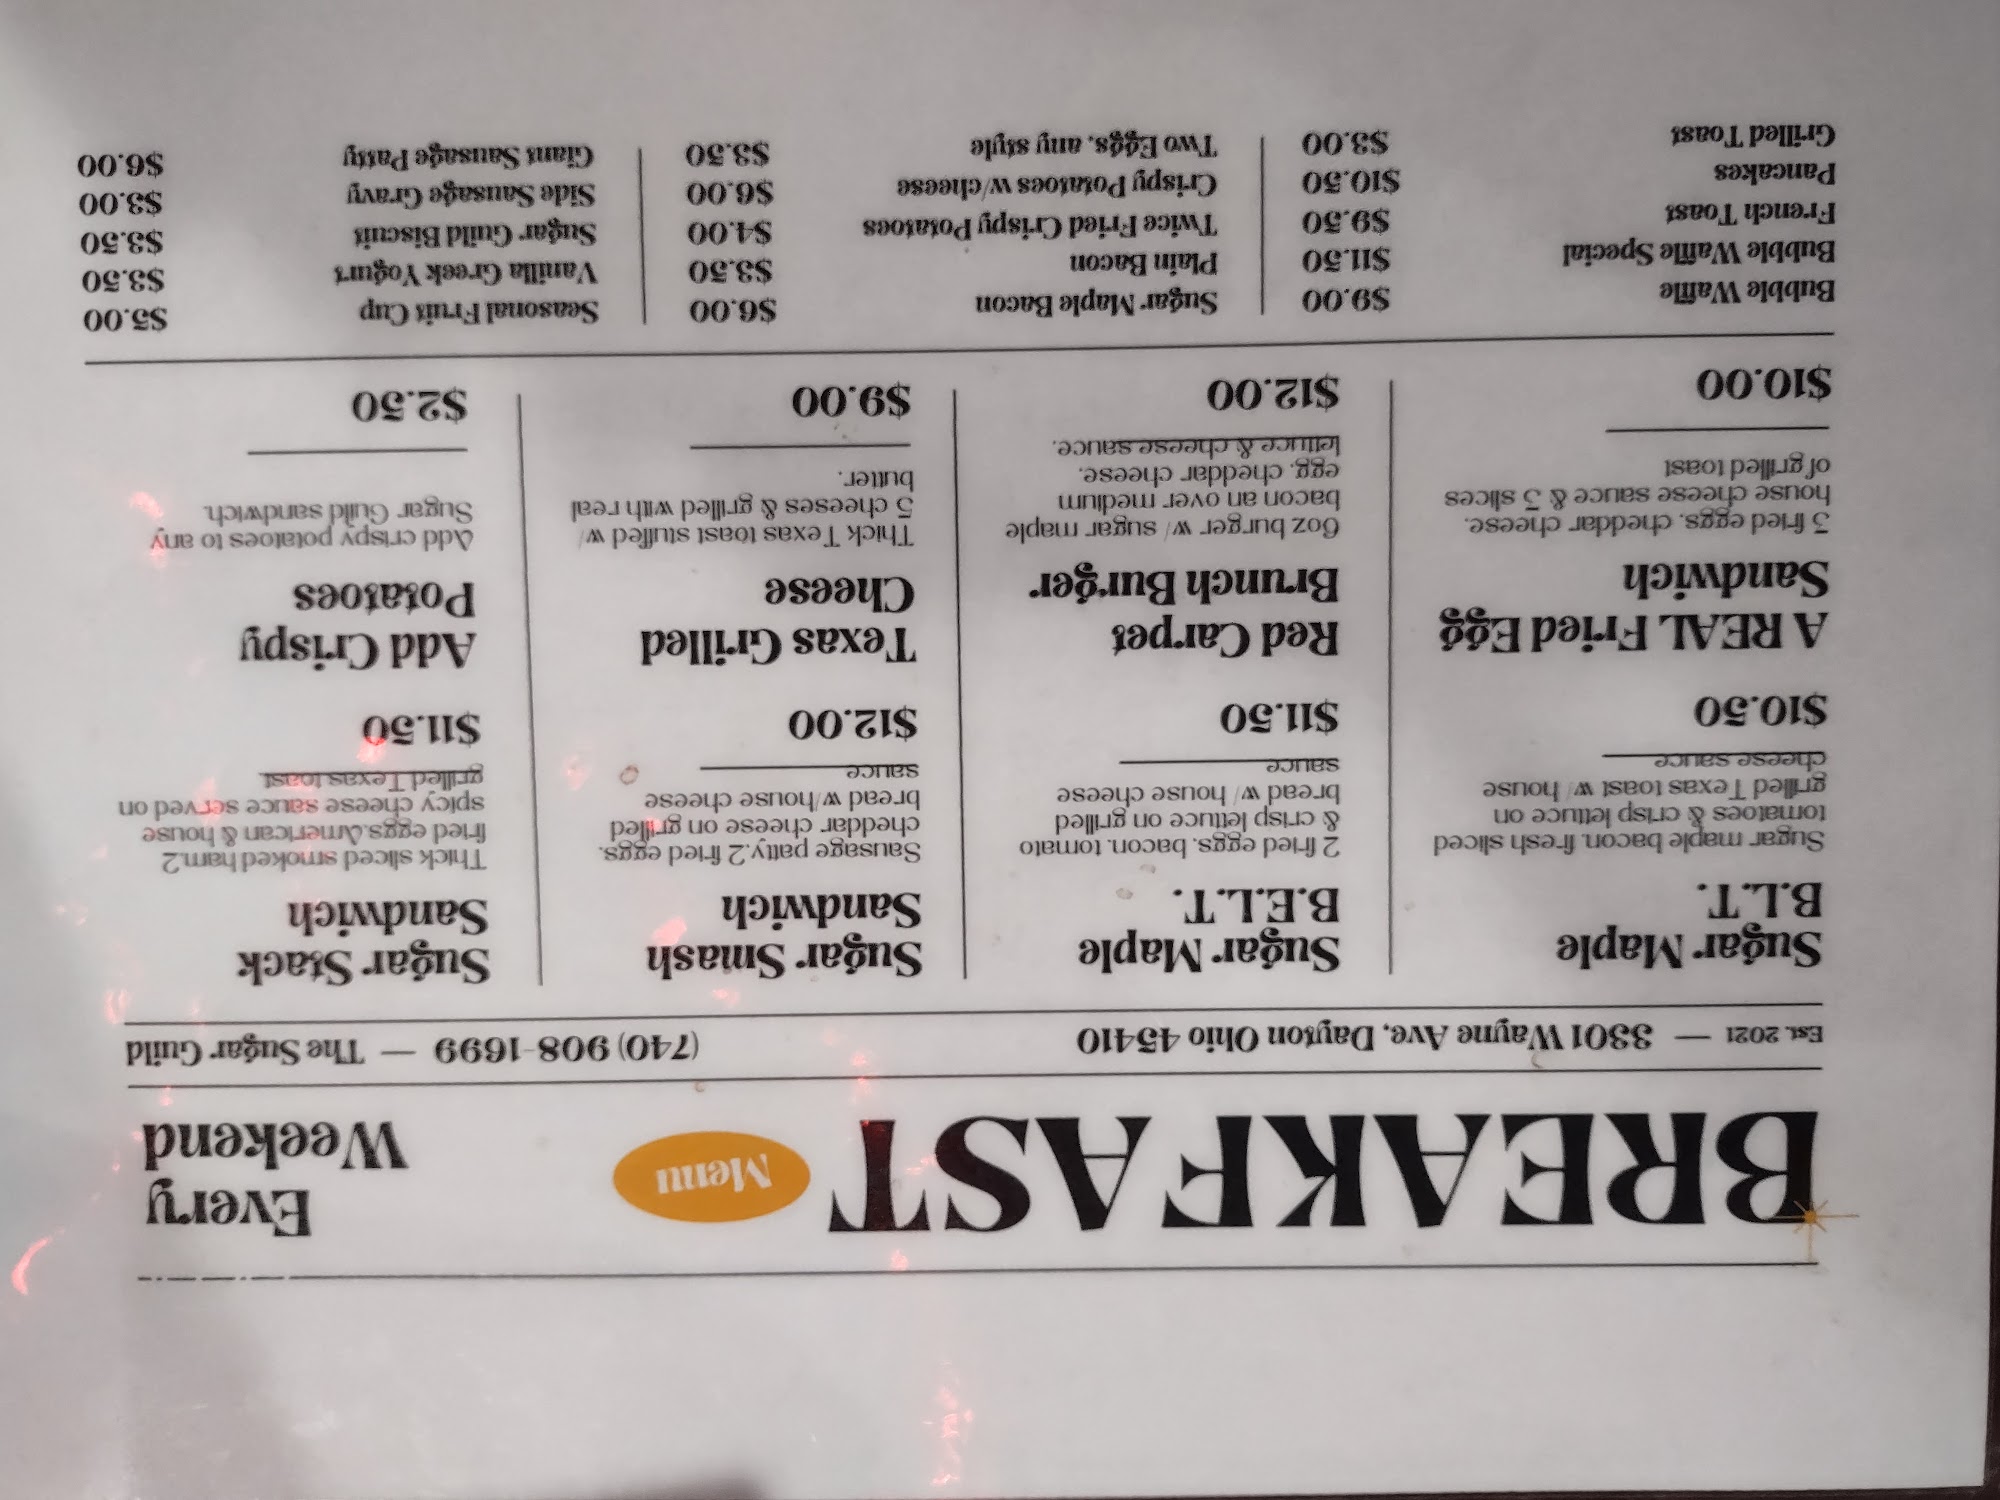 BREAKFAST Menu Every Weekend
Est. 2021 — 3301 Wayne Ave, Dayton Ohio 45410 (740) 908-1699 — The Sugar Guild
Sugar Maple
B.L.T.
Sugar maple bacon, fresh sliced
tomatoes & crisp lettuce on
grilled Texas toast w/ house
cheese sauce
$10.50
Sugar Maple
B.E.L.T.
2 fried eggs, bacon, tomato
& crisp lettuce on grilled
bread w/ house cheese
sauce
$11.50
Sugar Smash
Sandwich
Sausage patty,2 fried eggs,
cheddar cheese on grilled
bread w/house cheese
sauce
$12.00
Sugar Stack
Sandwich
Thick sliced smoked ham,2
fried eggs,American & house
spicy cheese sauce served on
grilled Texas toast
$11.50
A REAL Fried Egg
Sandwich
3 fried eggs, cheddar cheese,
house cheese sauce & 3 slices
of grilled toast
$10.00
Red Carpet
Brunch Burger
6oz burger w/ sugar maple
bacon an over medium
egg, cheddar cheese,
lettuce & cheese sauce.
$12.00
Texas Grilled
Cheese
Thick Texas toast stuffed w/
5 cheeses & grilled with real
butter.
$9.00
Add Crispy
Potatoes
Add crispy potatoes to any
Sugar Guild sandwich.
$2.50
Bubble Waffle $9.00
Bubble Waffle Special $11.50
French Toast $9.50
Pancakes $10.50
Grilled Toast $3.00
Sugar Maple Bacon $6.00
Plain Bacon $3.50
Twice Fried Crispy Potatoes $4.00
Crispy Potatoes w/cheese $6.00
Two Eggs, any style $3.50
Seasonal Fruit Cup $5.00
Vanilla Greek Yogurt $3.50
Sugar Guild Biscuit $3.50
Side Sausage Gravy $3.00
Giant Sausage Patty $6.00